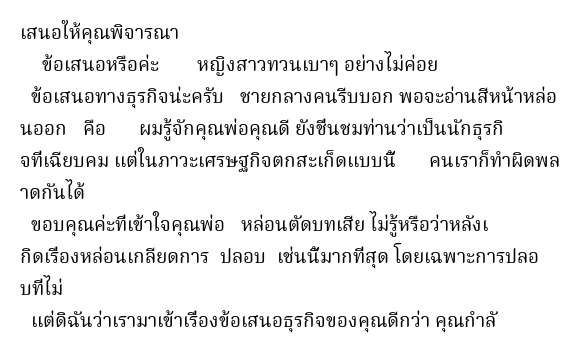 เสนอให้คุณพิจารณา
ข้อเสนอหรือค่ะ หญิงสาวทวนเบาๆ อย่างไม่ค่อย
ข้อเสนอทางธุรกิจน่ะครับ ชายกลางคนรีบบอก พอจะอ่านสีหน้าหล่อ
นออก คือ ผมรู้จักคุณพ่อคุณดี ยังชื่นชมท่านว่าเป็นนักธุรกิ
จที่เฉียบคม แต่ในภาวะเศรษฐกิจตกสะเก็ดแบบนี้ คนเราก็ทำผิดพล
าดกันได้
ขอบคุณค่ะที่เข้าใจคุณพ่อ หล่อนตัดบทเสีย ไม่รู้หรือว่าหลังเ
กิดเรื่องหล่อนเกลียดการ ปลอบ เช่นนี้มากที่สุด โดยเฉพาะการปลอ
บที่ไม่
แต่ดิฉันว่าเรามาเข้าเรื่องข้อเสนอธุรกิจของคุณดีกว่า คุณกำลั